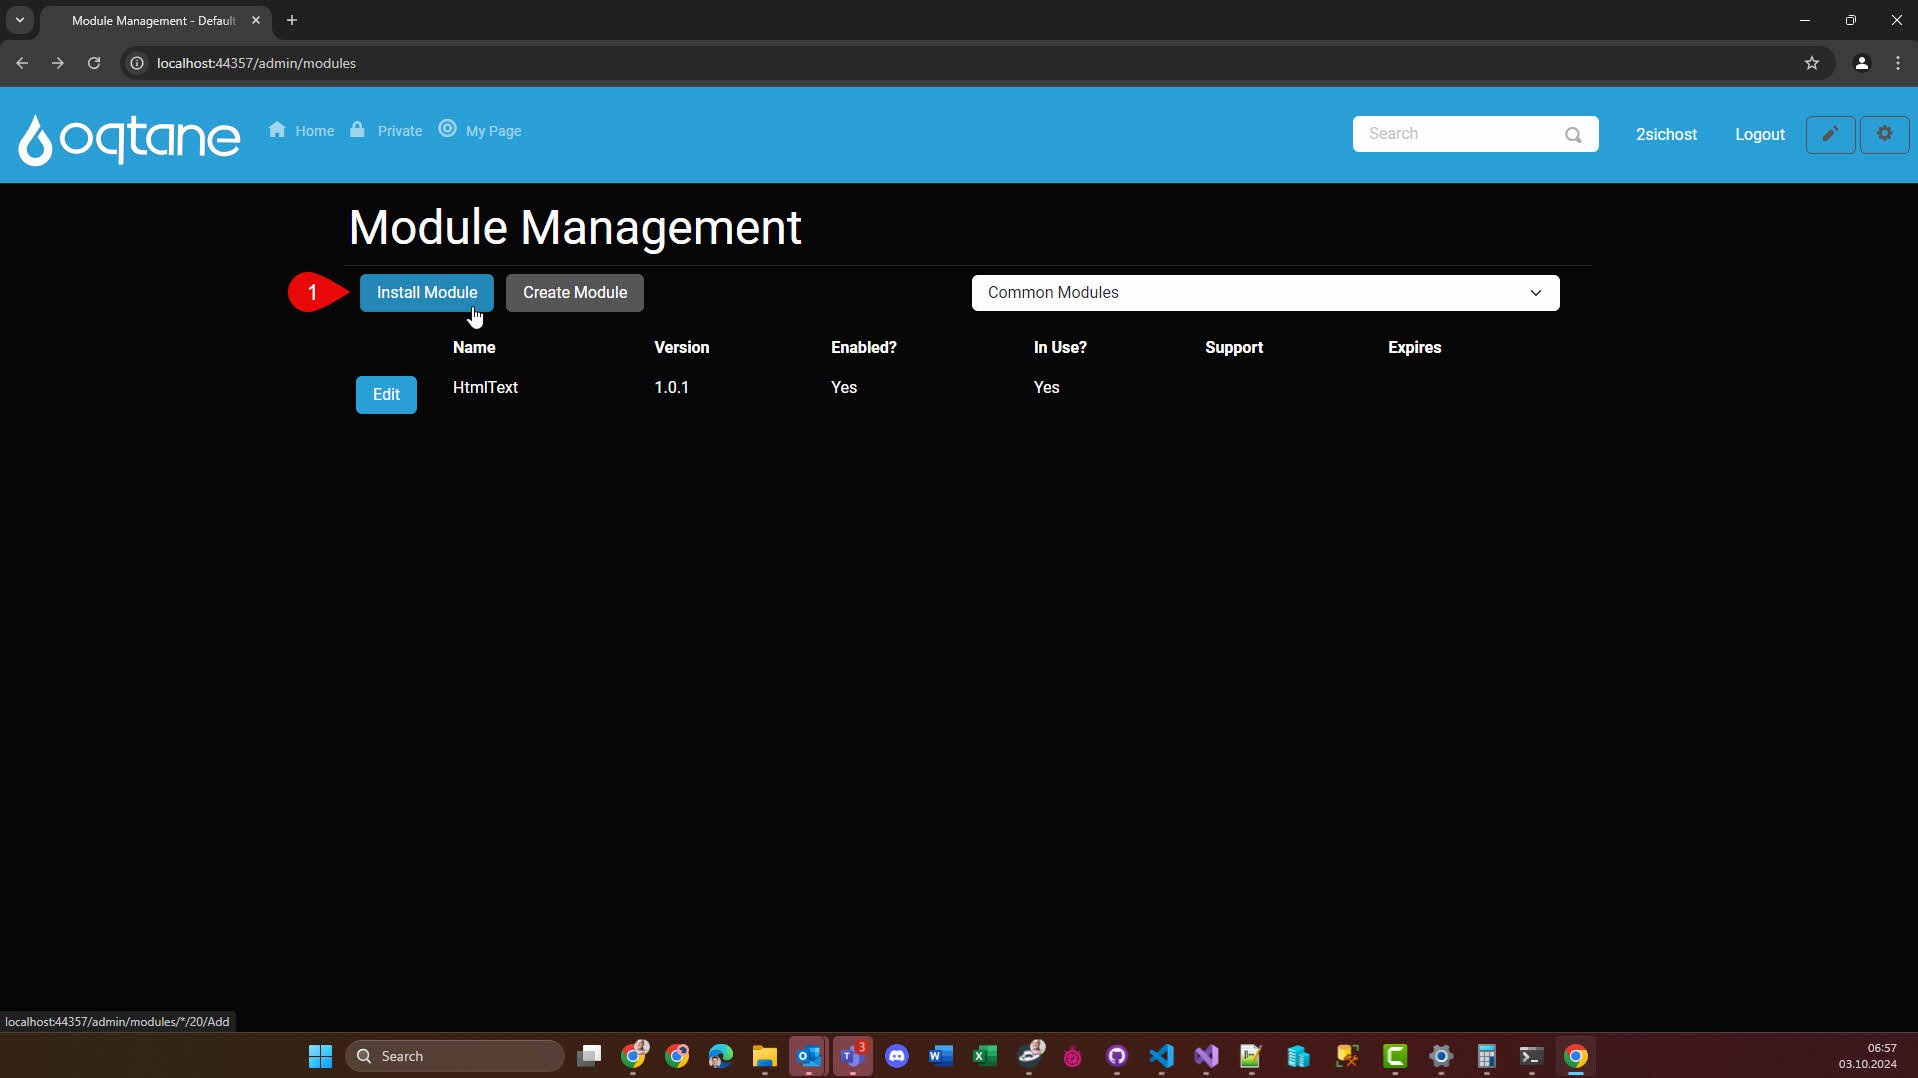 Module Management - Default
localhost:44357/admin/modules
oqtane
Home
Private
My Page
Search
2sichost
Logout
Module Management
1
Install Module
Create Module
Common Modules
Name
Version
Enabled?
In Use?
Support
Expires
Edit
HtmlText
1.0.1
Yes
Yes
localhost:44357/admin/modules/*/20/Add
Search
3
06:57
03.10.2024